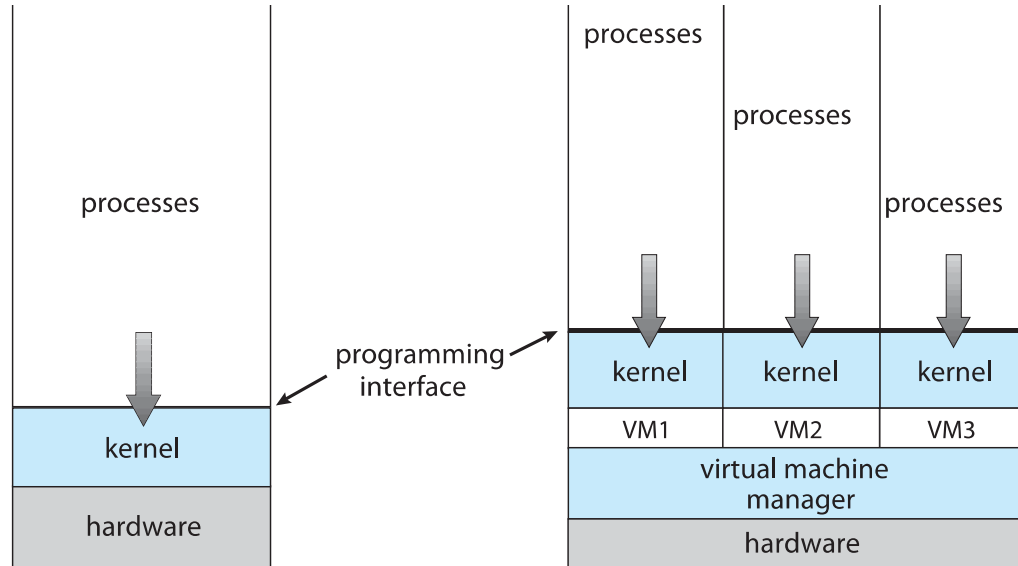 processes
kernel
hardware
programming
interface
processes
processes
processes
kernel
kernel
kernel
VM1
VM2
VM3
virtual machine
manager
hardware